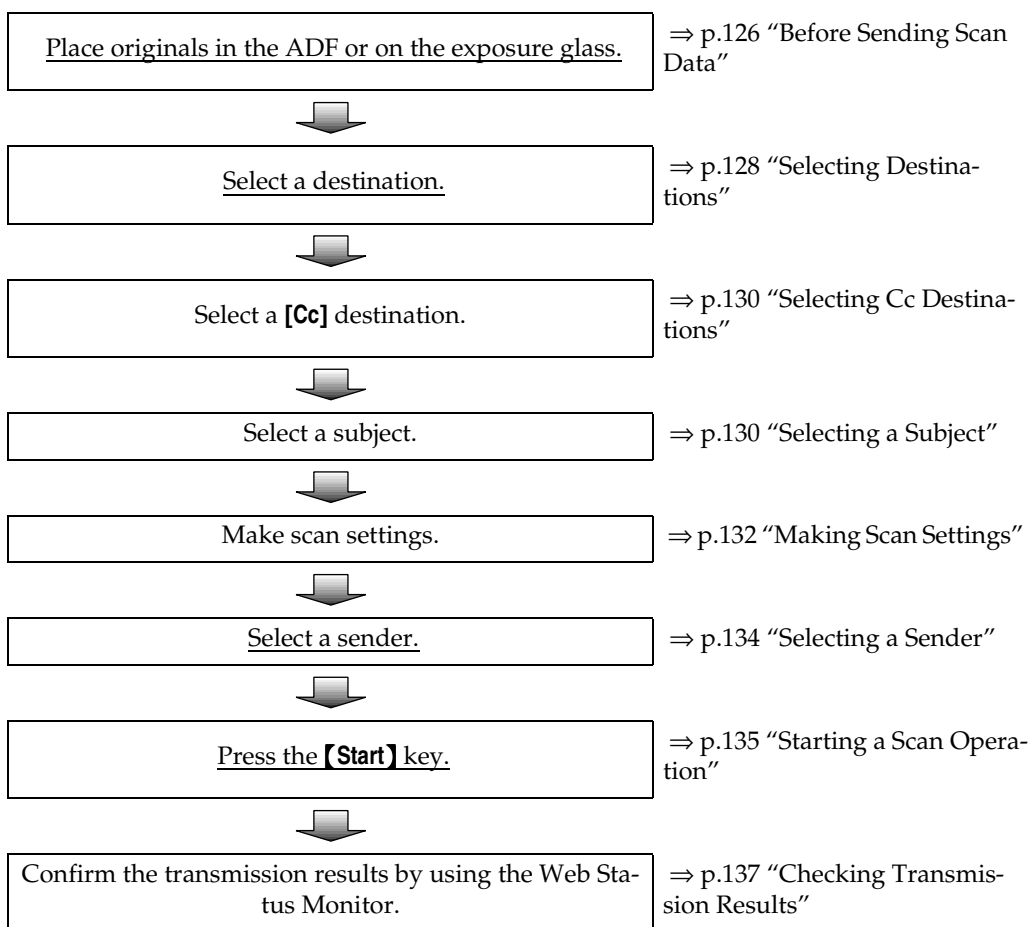 Place originals in the ADF or on the exposure glass.
⇒ p.126 “Before Sending Scan
Data”
Select a destination.
⇒ p.128 “Selecting Destina-
tions”
Select a [Cc] destination.
⇒ p.130 “Selecting Cc Destina-
tions”
Select a subject.
⇒ p.130 “Selecting a Subject”
Make scan settings.
⇒ p.132 “Making Scan Settings”
Select a sender.
⇒ p.134 “Selecting a Sender”
Press the 【Start】 key.
⇒ p.135 “Starting a Scan Opera-
tion”
Confirm the transmission results by using the Web Sta-
tus Monitor.
⇒ p.137 “Checking Transmis-
sion Results”